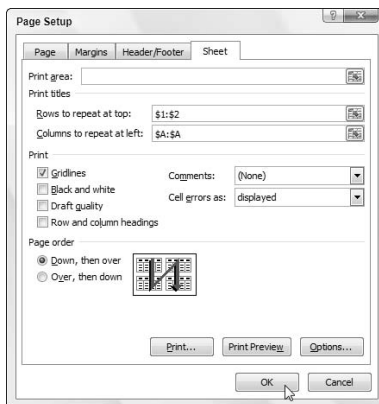 Page Setup
Page Margins Header/Footer Sheet
Print area:
Print titles
Rows to repeat at top: $1:$2
Columns to repeat at left: $A:$A
Print
Gridlines
Black and white
Draft quality
Row and column headings
Comments: (None)
Cell errors as: displayed
Page order
Down, then over
Over, then down
Print... Print Preview Options...
OK Cancel